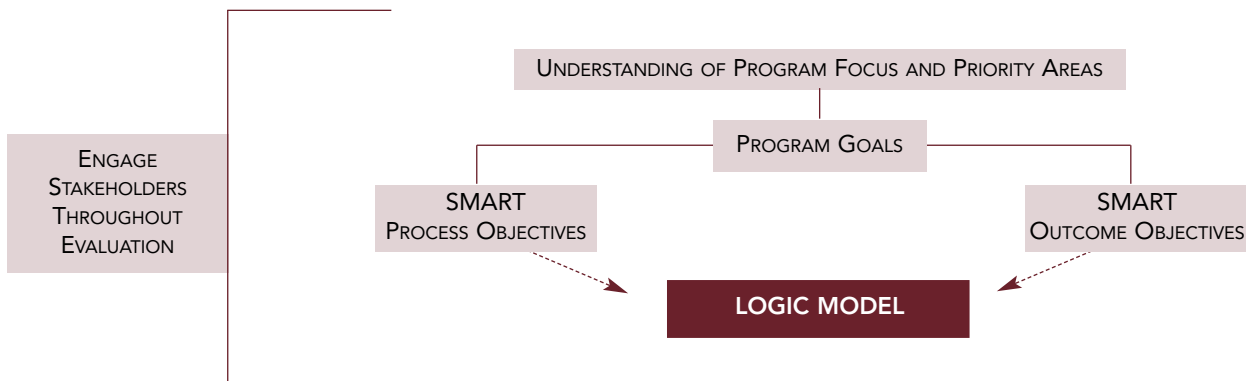 UNDERSTANDING OF PROGRAM FOCUS AND PRIORITY AREAS
PROGRAM GOALS
ENGAGE
STAKEHOLDERS
THROUGHOUT
EVALUATION
SMART
PROCESS OBJECTIVES
SMART
OUTCOME OBJECTIVES
LOGIC MODEL